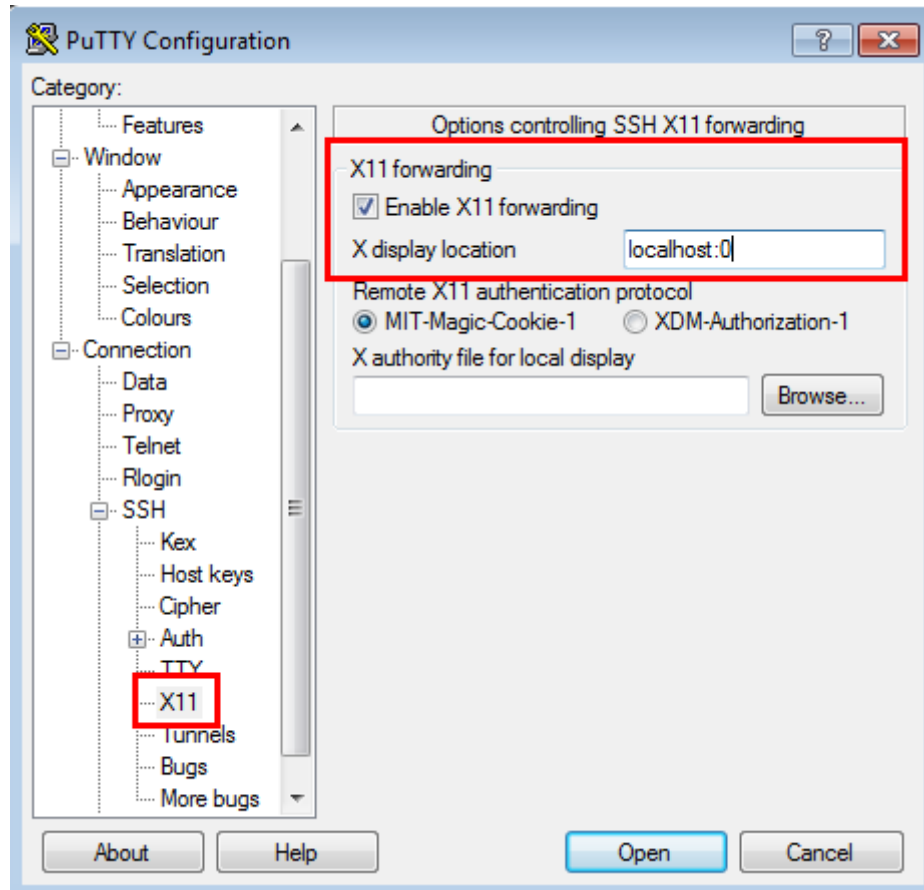 PuTTY Configuration
Category:
Features
Window
Appearance
Behaviour
Translation
Selection
Colours
Connection
Data
Proxy
Telnet
Rlogin
SSH
Kex
Host keys
Cipher
Auth
TTY
X11
Tunnels
Bugs
More bugs
Options controlling SSH X11 forwarding
X11 forwarding
Enable X11 forwarding
X display location localhost:0
Remote X11 authentication protocol
MIT-Magic-Cookie-1 XDM-Authorization-1
X authority file for local display
Browse...
About Help Open Cancel